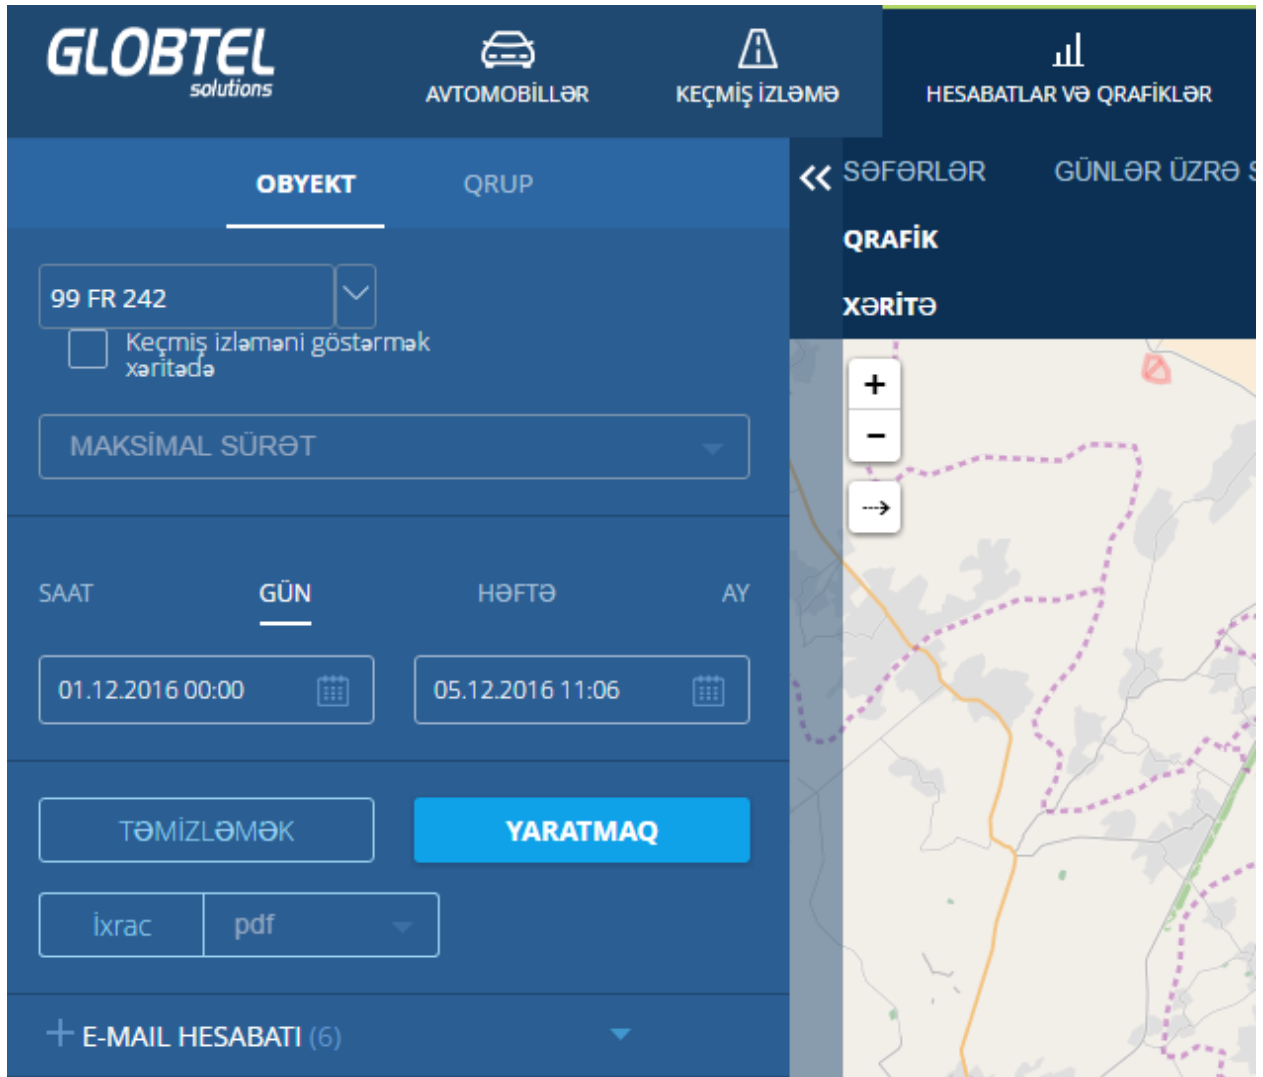 GLOBTEL
solutions
AVTOMOBİLLƏR
KEÇMİŞ İZLƏMƏ
HESABATLAR VƏ QRAFİKLƏR
OBYEKT
QRUP
SƏFƏRLƏR
GÜNLƏR ÜZRƏ S
QRAFİK
XƏRİTƏ
99 FR 242
Keçmiş izləməni göstərmək
xəritədə
MAKSİMAL SÜRƏT
SAAT
GÜN
HƏFTƏ
AY
01.12.2016 00:00
05.12.2016 11:06
TƏMİZLƏMƏK
YARATMAQ
İxrac
pdf
E-MAIL HESABATI (6)
+
−